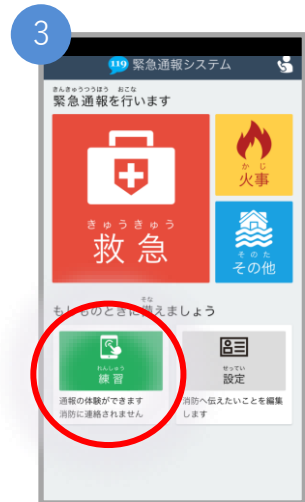 3
119 緊急通報システム
きんきゅうつうほう おこな
緊急通報を行います
きゅうきゅう
救急
かじ
火事
そのた
その他
そな
もしものときに備えましょう
れんしゅう
練習
通報の体験ができます
消防に連絡されません
せってい
設定
消防へ伝えたいことを編集
します